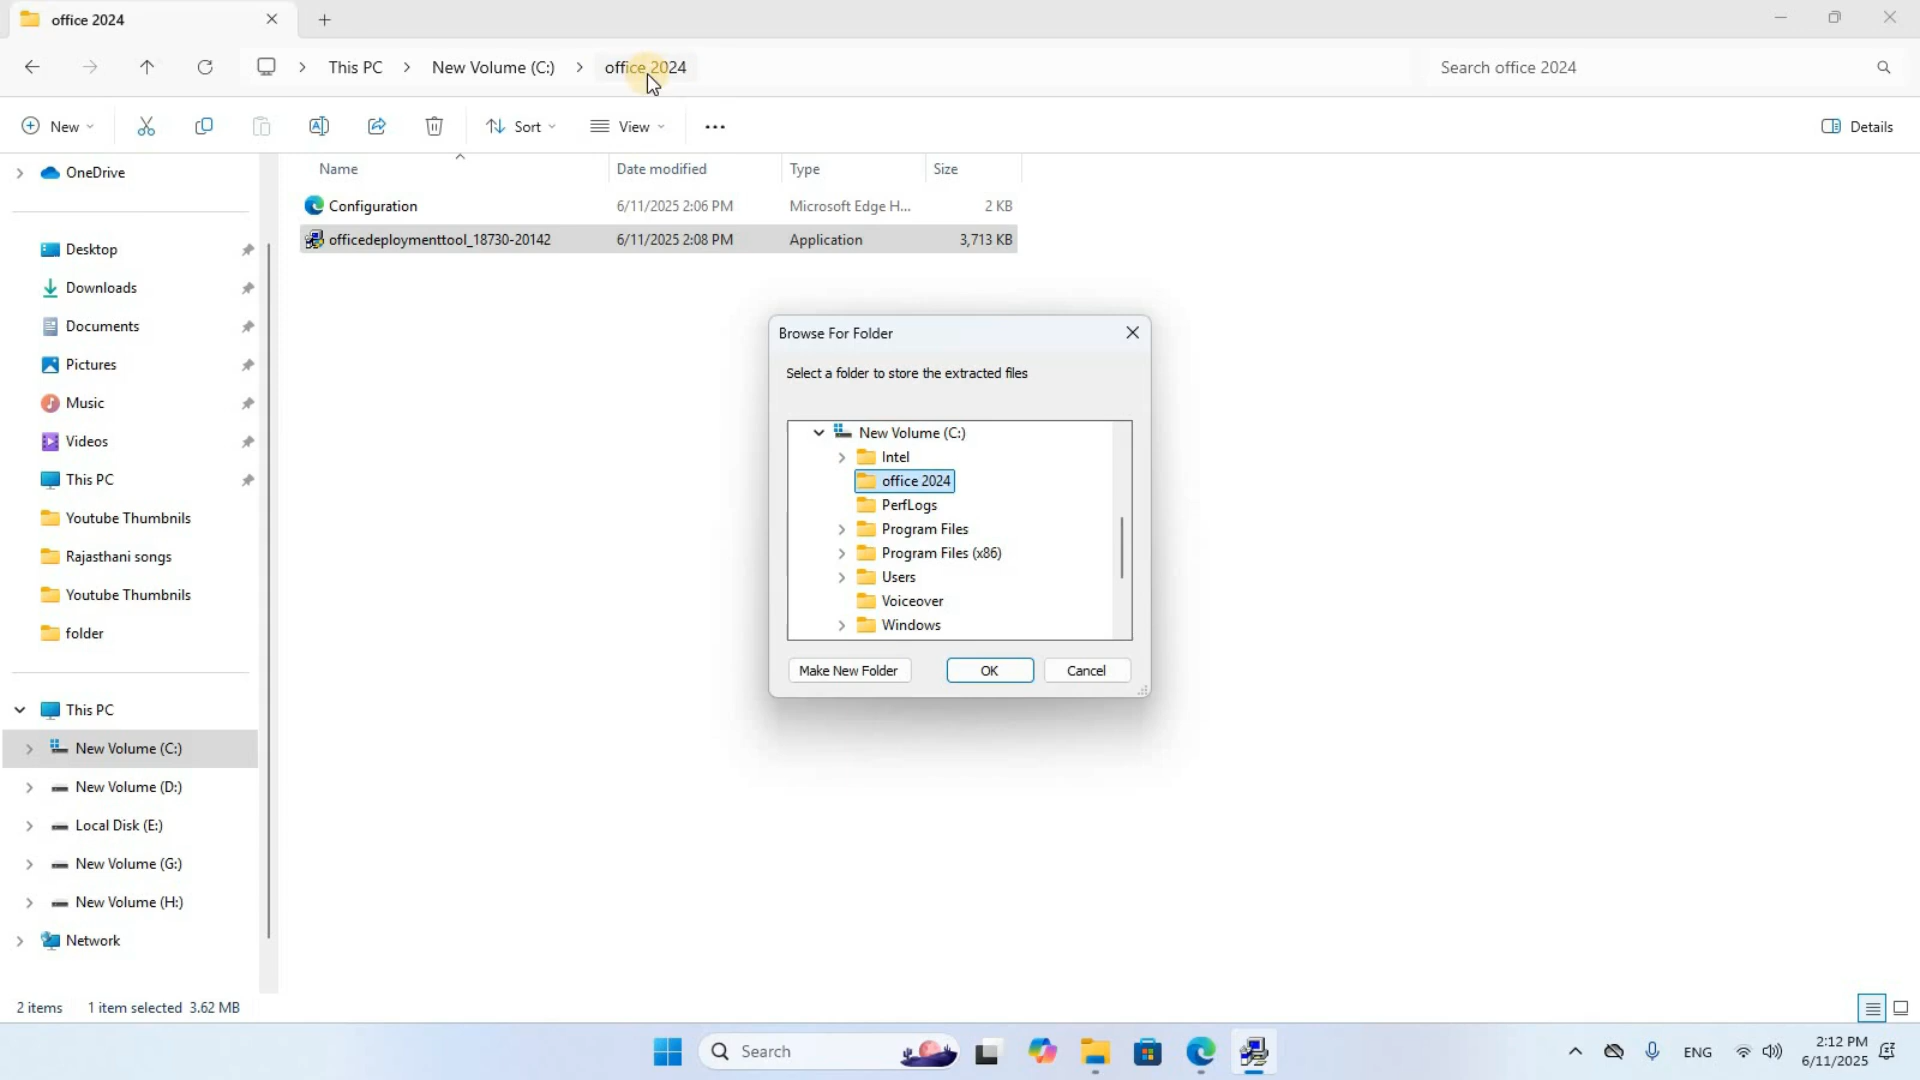 office 2024
This PC
New Volume (C:)
office 2024
Search office 2024
New
Sort
View
Details
OneDrive
Desktop
Downloads
Documents
Pictures
Music
Videos
This PC
Youtube Thumbnils
Rajasthani songs
Youtube Thumbnils
folder
This PC
New Volume (C:)
New Volume (D:)
Local Disk (E:)
New Volume (G:)
New Volume (H:)
Network
Name Date modified Type Size
Configuration 6/11/2025 2:06 PM Microsoft Edge H... 2 KB
officedeploymenttool_18730-20142 6/11/2025 2:08 PM Application 3,713 KB
Browse For Folder
Select a folder to store the extracted files
New Volume (C:)
Intel
office 2024
PerfLogs
Program Files
Program Files (x86)
Users
Voiceover
Windows
Make New Folder OK Cancel
2 items 1 item selected 3.62 MB
Search
ENG
2:12 PM
6/11/2025